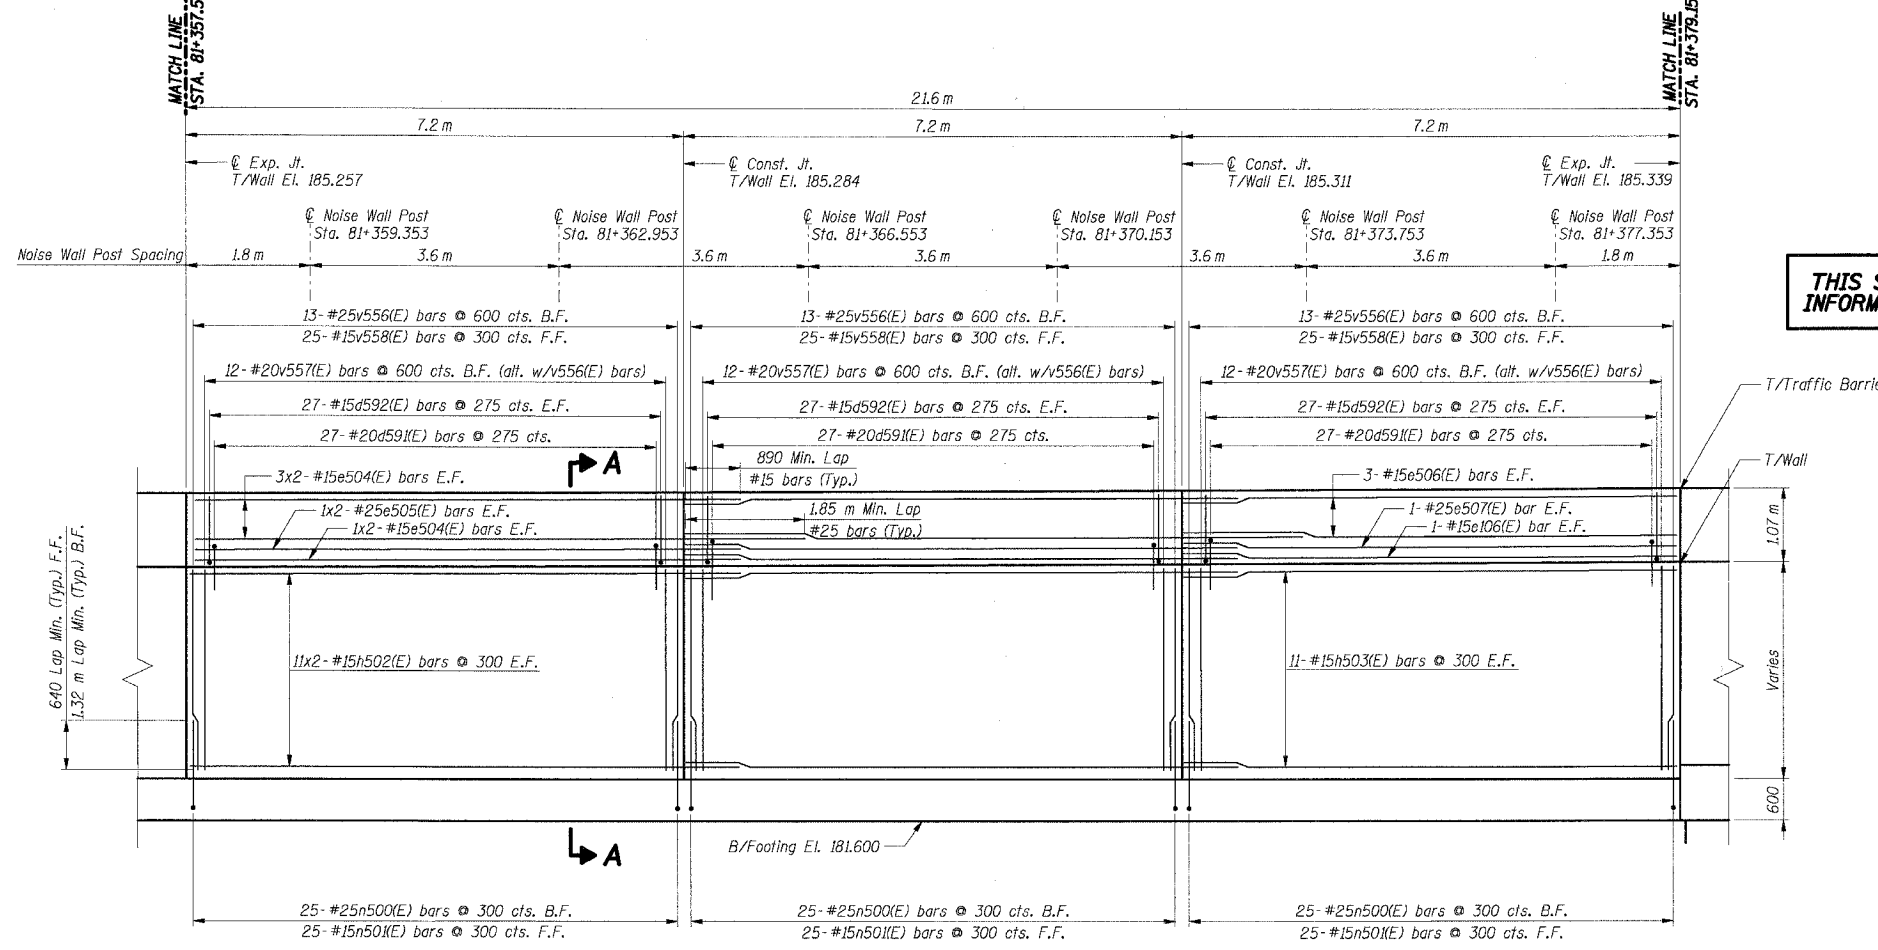 MATCH LINE
STA. 81+357.5
MATCH LINE
STA. 81+379.15
21.6 m
7.2 m
7.2 m
7.2 m
℄ Exp. Jt.
T/Wall El. 185.257
℄ Const. Jt.
T/Wall El. 185.284
℄ Const. Jt.
T/Wall El. 185.311
℄ Exp. Jt.
T/Wall El. 185.339
℄ Noise Wall Post
Sta. 81+359.353
℄ Noise Wall Post
Sta. 81+362.953
℄ Noise Wall Post
Sta. 81+366.553
℄ Noise Wall Post
Sta. 81+370.153
℄ Noise Wall Post
Sta. 81+373.753
℄ Noise Wall Post
Sta. 81+377.353
Noise Wall Post Spacing
1.8 m
3.6 m
3.6 m
3.6 m
3.6 m
3.6 m
1.8 m
THIS
INFORM
13-#25v556(E) bars @ 600 cts. B.F.
25-#15v558(E) bars @ 300 cts. F.F.
13-#25v556(E) bars @ 600 cts. B.F.
25-#15v558(E) bars @ 300 cts. F.F.
13-#25v556(E) bars @ 600 cts. B.F.
25-#15v558(E) bars @ 300 cts. F.F.
12-#20v557(E) bars @ 600 cts. B.F. (alt. w/v556(E) bars)
12-#20v557(E) bars @ 600 cts. B.F. (alt. w/v556(E) bars)
12-#20v557(E) bars @ 600 cts. B.F. (alt. w/v556(E) bars)
T/Traffic Barrie
27-#15d592(E) bars @ 275 cts. E.F.
27-#15d592(E) bars @ 275 cts. E.F.
27-#15d592(E) bars @ 275 cts. E.F.
27-#20d591(E) bars @ 275 cts.
27-#20d591(E) bars @ 275 cts.
27-#20d591(E) bars @ 275 cts.
A
890 Min. Lap
#15 bars (Typ.)
T/Wall
3x2-#15e504(E) bars E.F.
3-#15e506(E) bars E.F.
1x2-#25e505(E) bars E.F.
1x2-#15e504(E) bars E.F.
1.85 m Min. Lap
#25 bars (Typ.)
1-#25e507(E) bar E.F.
1-#15e106(E) bar E.F.
1.07 m
640 Lap Min. (Typ.) F.F.
1.32 m Lap Min. (Typ.) B.F.
11x2-#15h502(E) bars @ 300 E.F.
11-#15h503(E) bars @ 300 E.F.
Varies
600
A
B/Footing El. 181.600
25-#25n500(E) bars @ 300 cts. B.F.
25-#15n501(E) bars @ 300 cts. F.F.
25-#25n500(E) bars @ 300 cts. B.F.
25-#15n501(E) bars @ 300 cts. F.F.
25-#25n500(E) bars @ 300 cts. B.F.
25-#15n501(E) bars @ 300 cts. F.F.